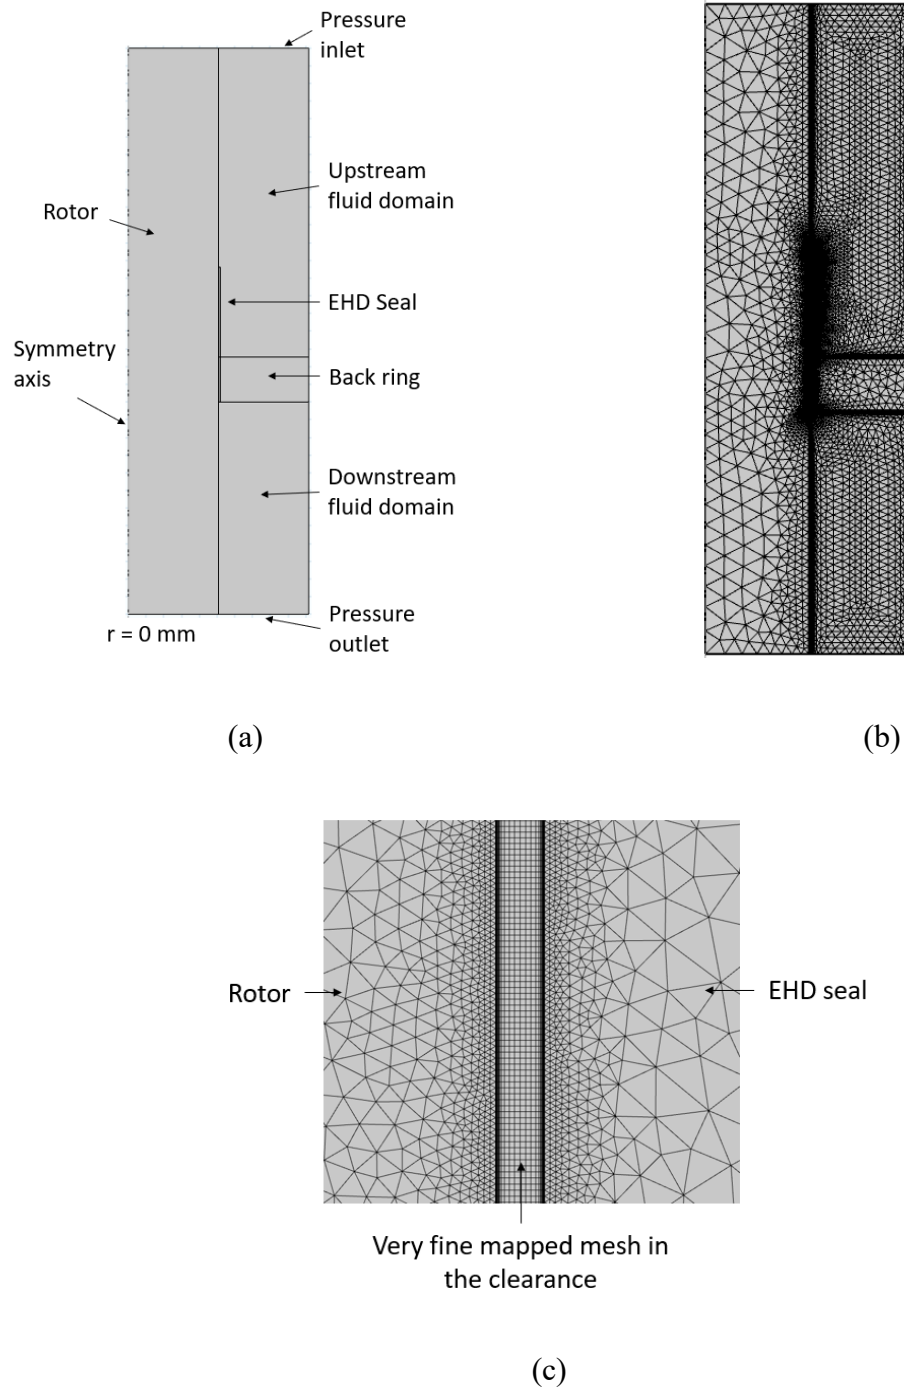 Pressure
inlet
Upstream
fluid domain
Rotor
EHD Seal
Symmetry
axis
Back ring
Downstream
fluid domain
Pressure
outlet
r = 0 mm
(a)
(b)
Rotor
EHD seal
Very fine mapped mesh in
the clearance
(c)